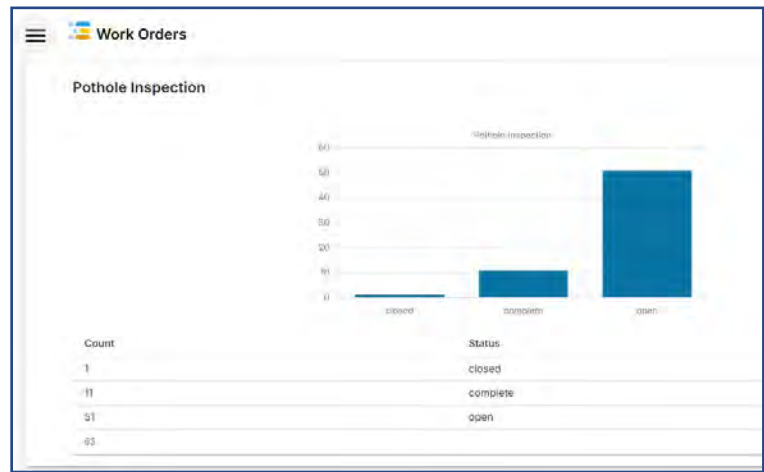 Work Orders
Pothole Inspection
Pothole Inspection
60
50
40
30
20
10
0
closed complete open
Count Status
1 closed
11 complete
51 open
63